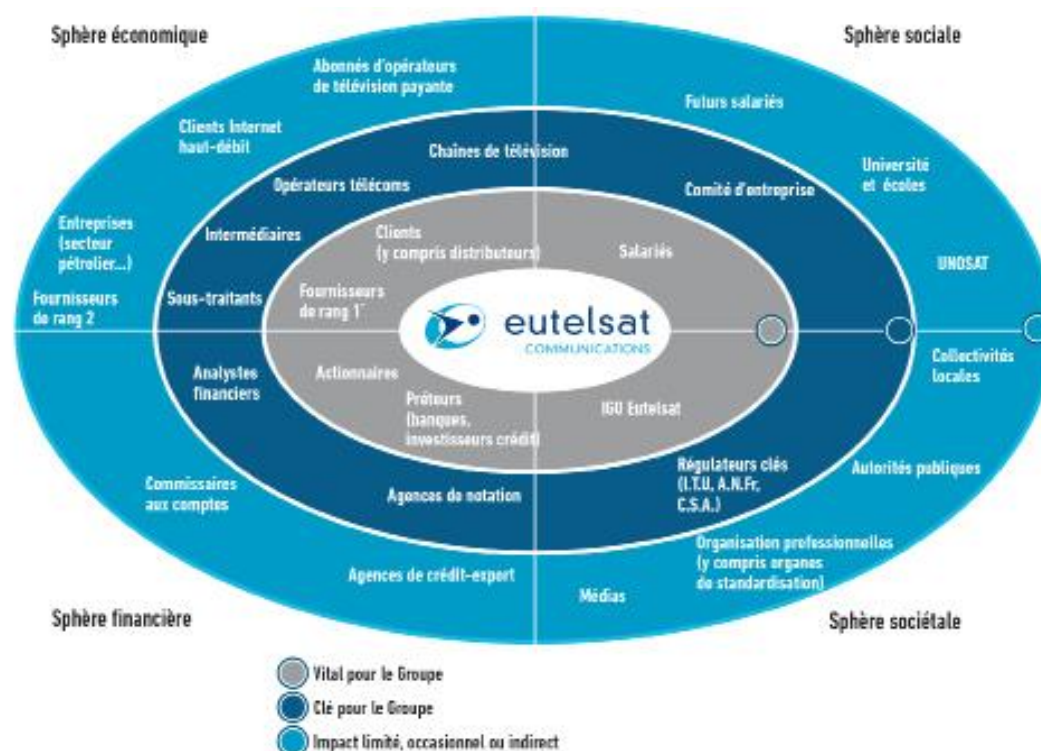 Sphère économique
Sphère sociale
Abonnés d'opérateurs
de télévision payante
Futurs salariés
Clients Internet
haut-débit
Chaînes de télévision
Université
et écoles
Opérateurs télécoms
Comité d'entreprise
Entreprises
(secteur
pétrolier...)
Intermédiaires
Clients
(y compris distributeurs)
Salariés
UNOSAT
Fournisseurs
de rang 2
Sous-traitants
Fournisseurs
de rang 1*
eutelsat
COMMUNICATIONS
Collectivités
locales
Analystes
financiers
Actionnaires
Prêteurs
(banques,
investisseurs crédit)
IGO Eutelsat
Régulateurs clés
(I.T.U, A.N.Fr,
C.S.A.)
Autorités publiques
Commissaires
aux comptes
Agences de notation
Organisation professionnelles
(y compris organes
de standardisation)
Agences de crédit-export
Médias
Sphère financière
Sphère sociétale
Vital pour le Groupe
Clé pour le Groupe
Impact limité, occasionnel ou indirect